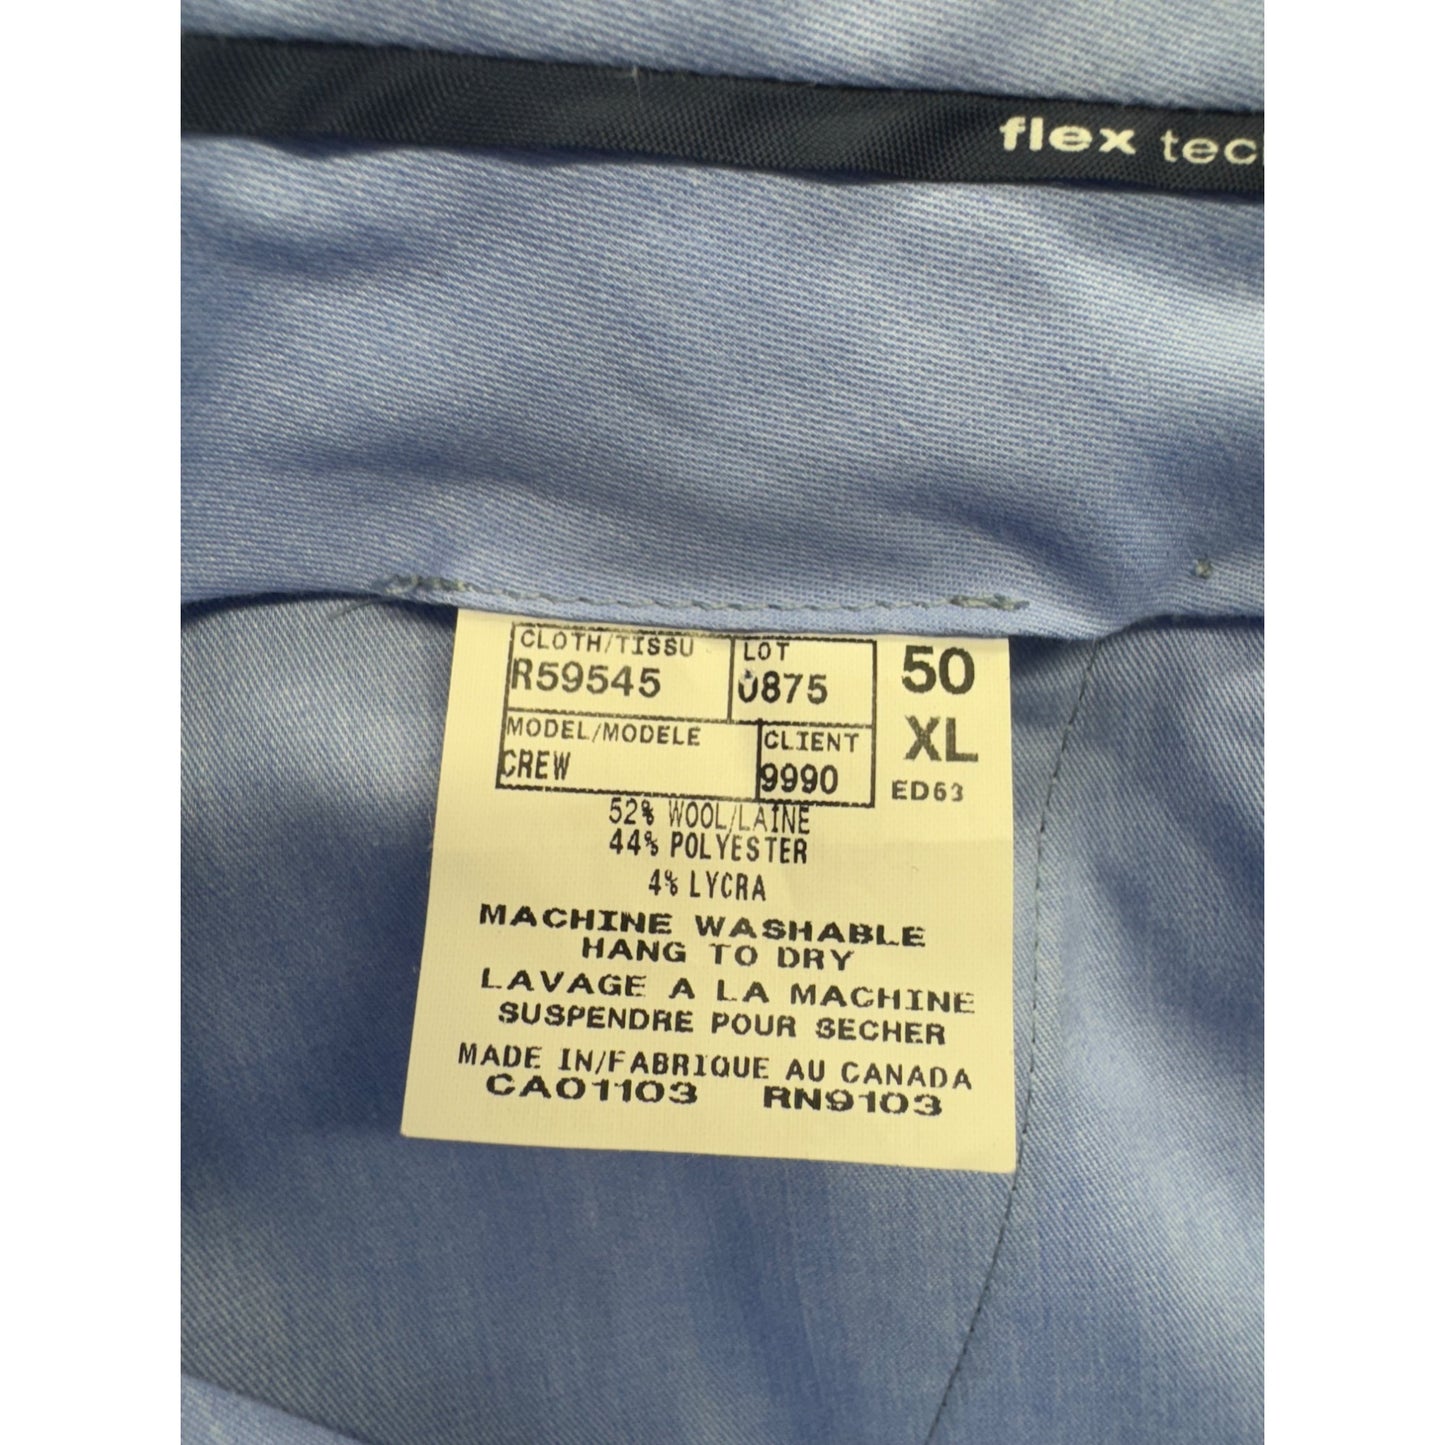 flex tec
CLOTH/TISSU LOT 50
R59545 0875
MODEL/MODELE CLIENT XL
CREW 9990 ED63
52% WOOL/LAINE
44% POLYESTER
4% LYCRA
MACHINE WASHABLE
HANG TO DRY
LAVAGE A LA MACHINE
SUSPENDRE POUR SECHER
MADE IN/FABRIQUE AU CANADA
CA01103 RN9103